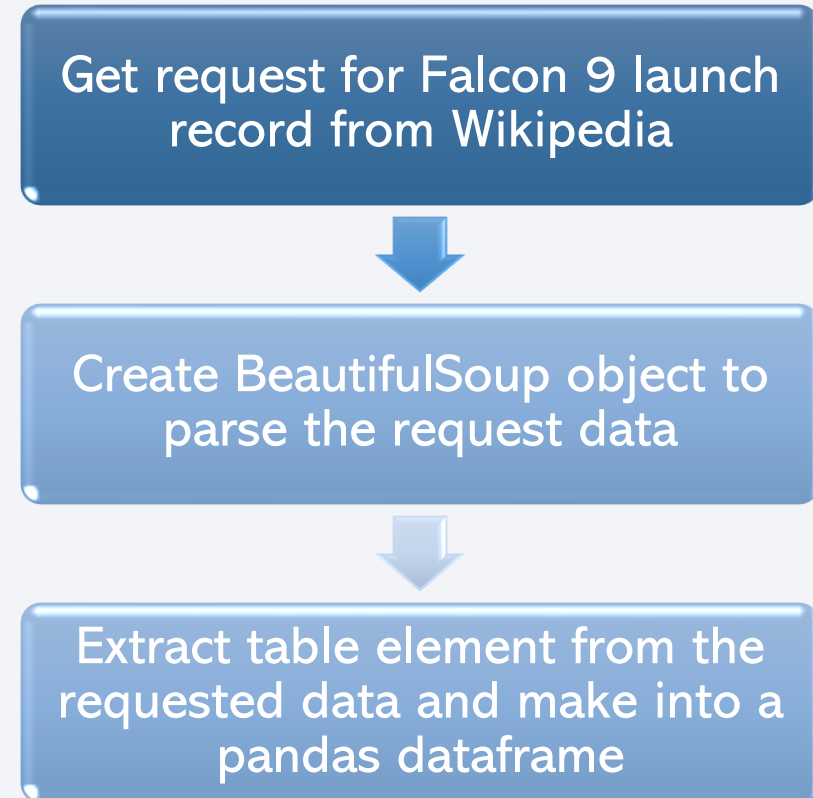 Get request for Falcon 9 launch
record from Wikipedia
Create BeautifulSoup object to
parse the request data
Extract table element from the
requested data and make into a
pandas dataframe